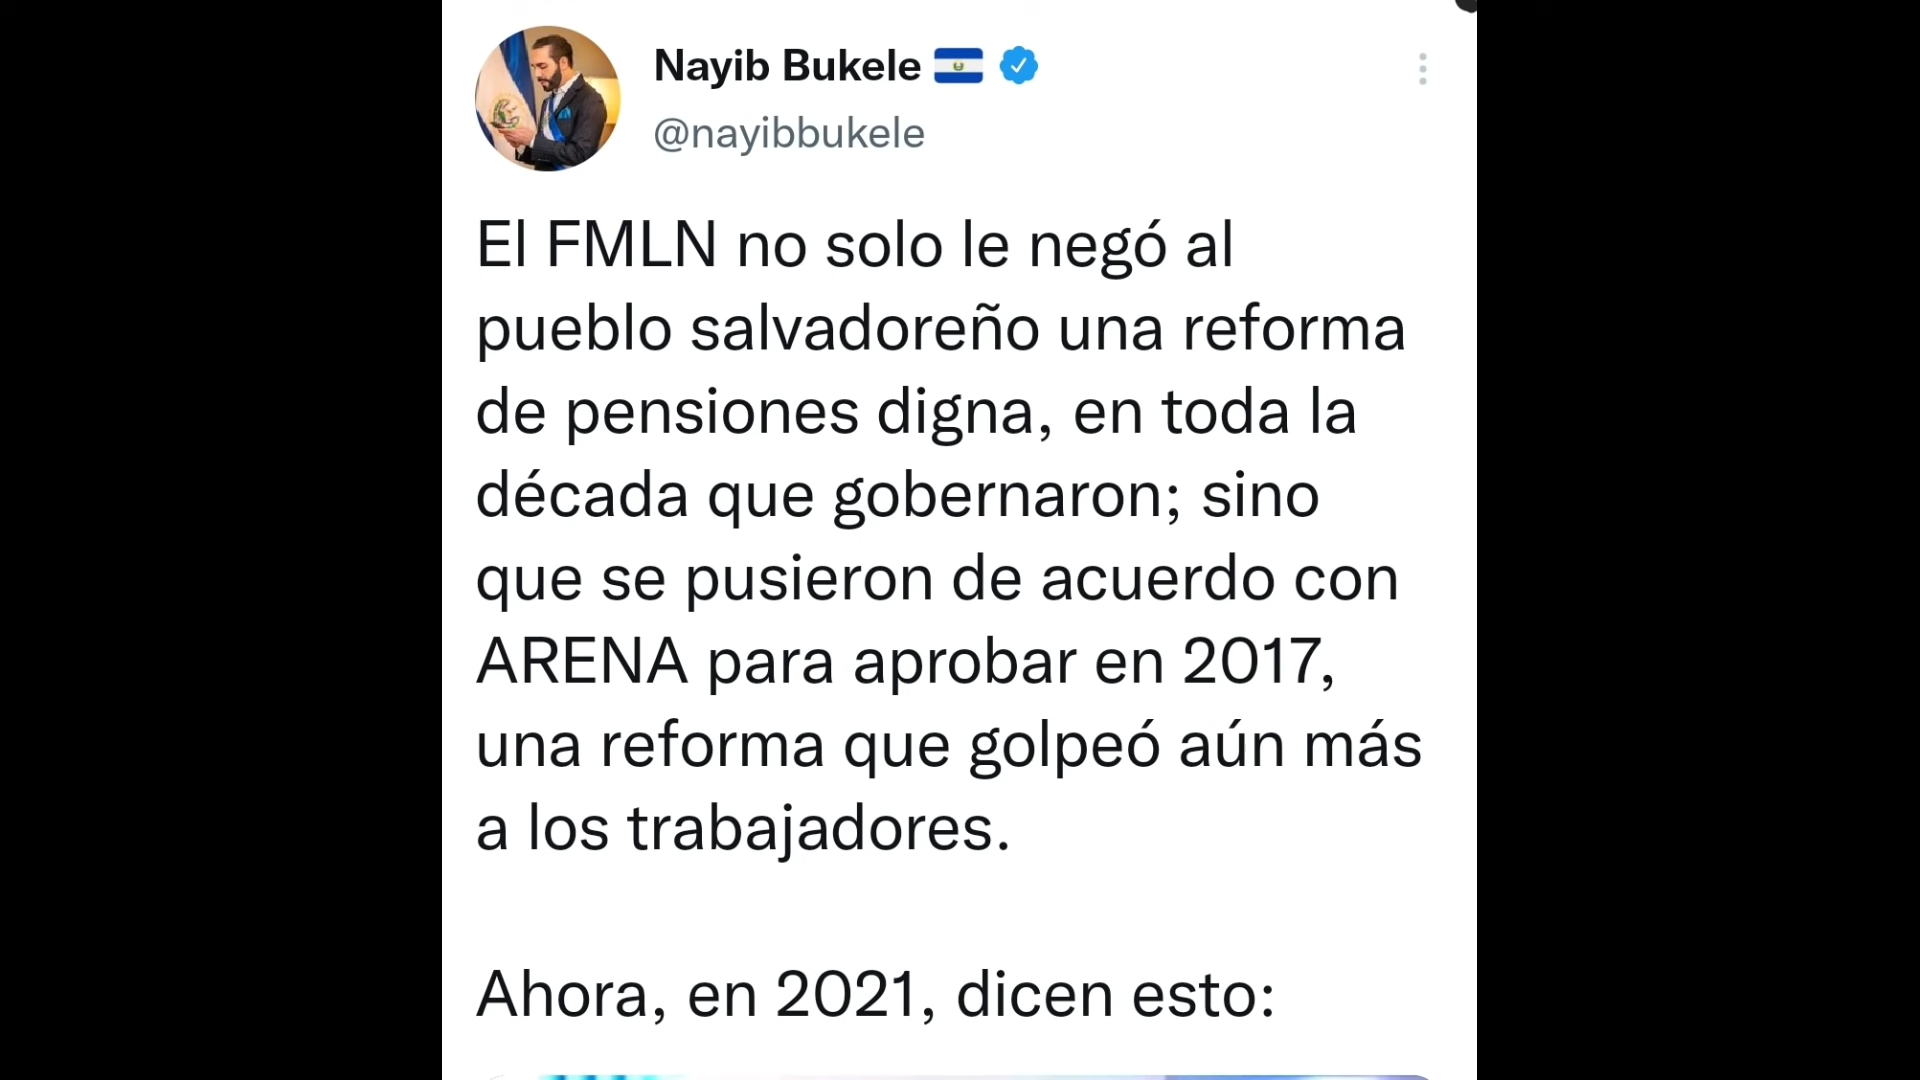 Nayib Bukele
@nayibbukele
El FMLN no solo le negó al
pueblo salvadoreño una reforma
de pensiones digna, en toda la
década que gobernaron; sino
que se pusieron de acuerdo con
ARENA para aprobar en 2017,
una reforma que golpeó aún más
a los trabajadores.
Ahora, en 2021, dicen esto: